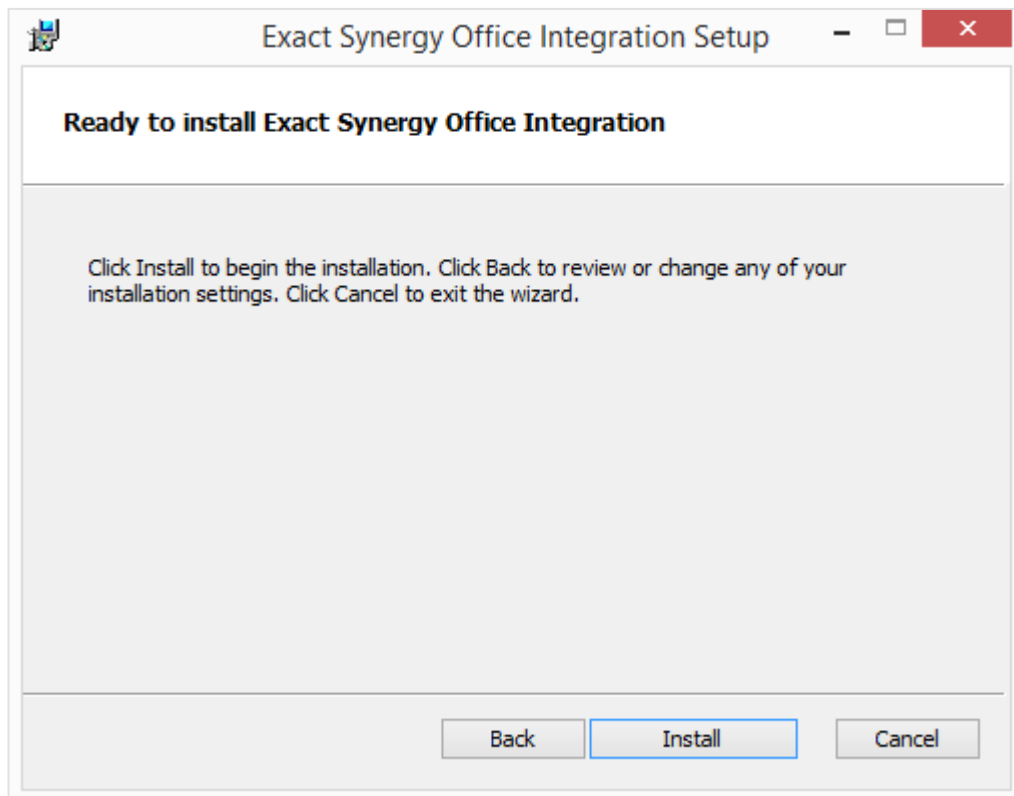 Exact Synergy Office Integration Setup
Ready to install Exact Synergy Office Integration
Click Install to begin the installation. Click Back to review or change any of your
installation settings. Click Cancel to exit the wizard.
Back Install Cancel